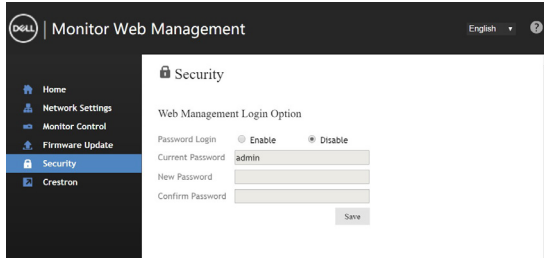 DELL | Monitor Web Management
English
?
Home
Network Settings
Monitor Control
Firmware Update
Security
Crestron
Security
Web Management Login Option
Password Login Enable Disable
Current Password admin
New Password
Confirm Password
Save